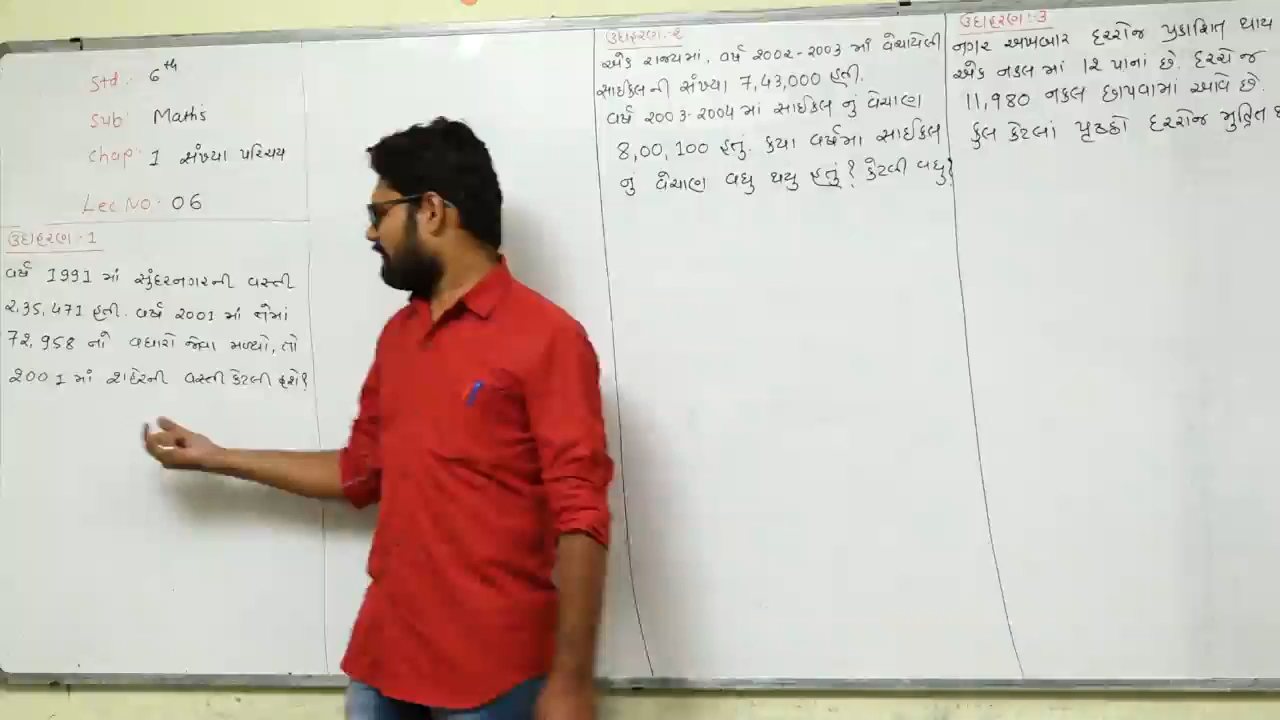 Std: 6th
Sub: Maths
Chap: 1 સંખ્યા પરિચય
Lec No: 06
ઉદાહરણ:-1
વર્ષ 1991 માં સુંદરનગરની વસ્તી
2,35,471 હતી. વર્ષ 2001 માં તેમાં
72,958 નો વધારો જોવા મળ્યો, તો
2001 માં શહેરની વસ્તી કેટલી હશે?
ઉદાહરણ:-2
એક રાજ્યમાં, વર્ષ 2002-2003 માં વેચાયેલી
સાઈકલ ની સંખ્યા 7,43,000 હતી.
વર્ષ 2003-2004 માં સાઈકલ નું વેચાણ
8,00,100 હતું. કયા વર્ષમા સાઈકલ
નું વેચાણ વધુ થયુ હતું? કેટલી વધુ?
ઉદાહરણ:-3
નગર અખબાર દરરોજ પ્રકાશિત થાય
એક નકલ માં 12 પાનાં છે. દરરોજ
11,980 નકલ છાપવામાં આવે છે.
કુલ કેટલાં પૃષ્ઠો દરરોજ મુદ્રિત